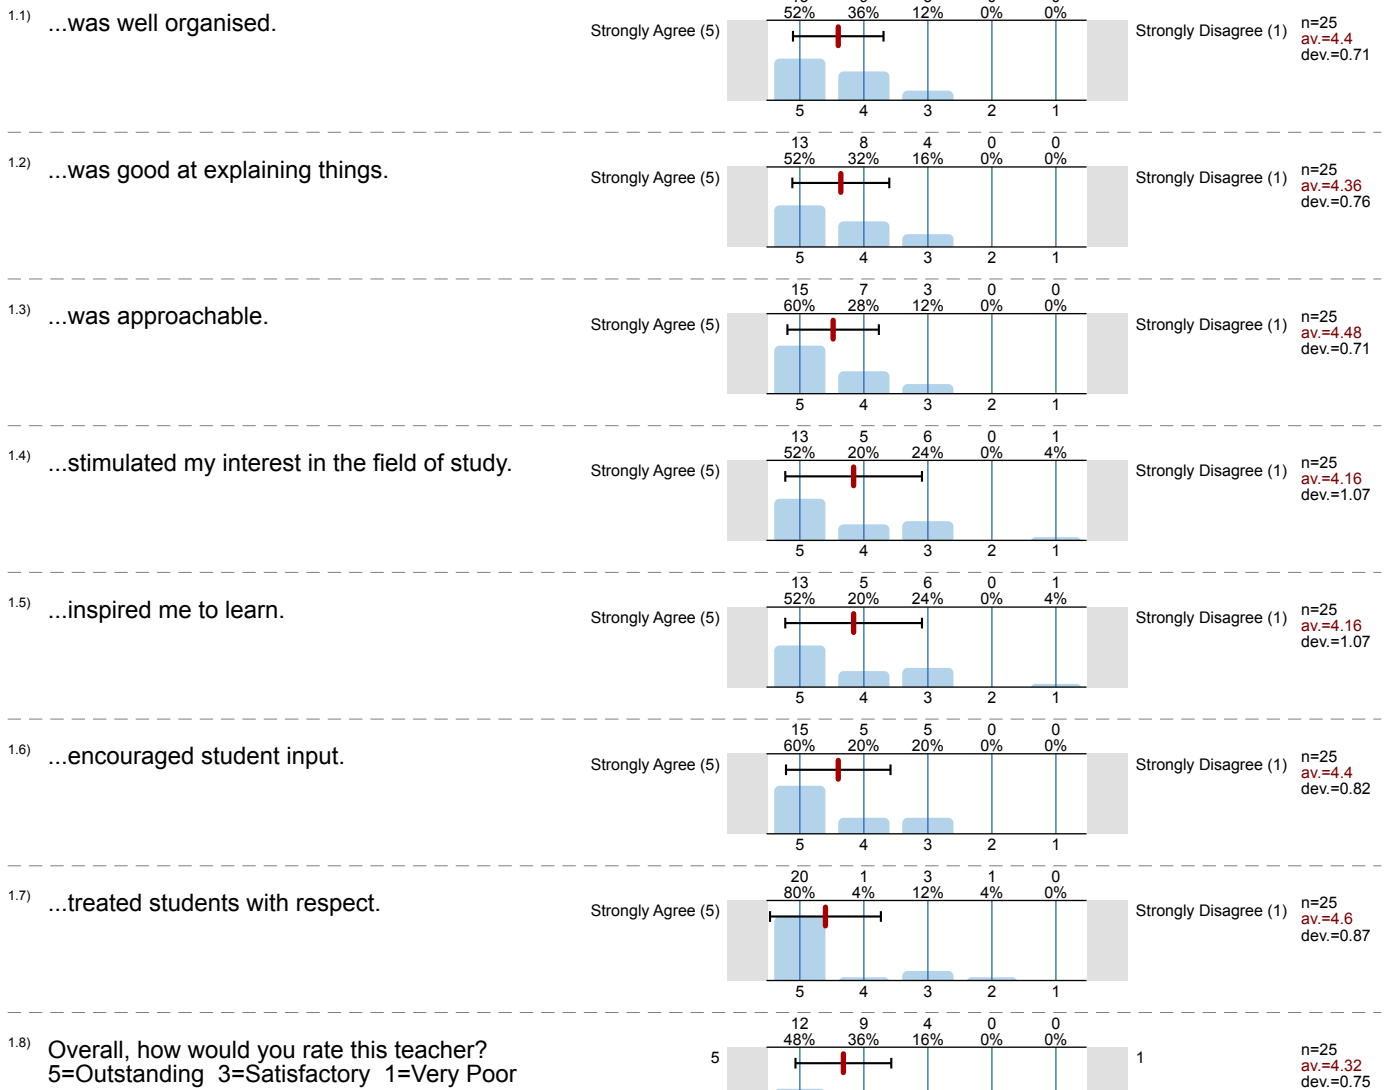 1.1) ...was well organised.
52% 36% 12% 0% 0%
Strongly Agree (5) Strongly Disagree (1) n=25
av.=4.4
dev.=0.71
5 4 3 2 1
13 8 4 0 0
52% 32% 16% 0% 0%
1.2) ...was good at explaining things.
Strongly Agree (5) Strongly Disagree (1) n=25
av.=4.36
dev.=0.76
5 4 3 2 1
15 7 3 0 0
60% 28% 12% 0% 0%
1.3) ...was approachable.
Strongly Agree (5) Strongly Disagree (1) n=25
av.=4.48
dev.=0.71
5 4 3 2 1
13 5 6 0 1
52% 20% 24% 0% 4%
1.4) ...stimulated my interest in the field of study.
Strongly Agree (5) Strongly Disagree (1) n=25
av.=4.16
dev.=1.07
5 4 3 2 1
13 5 6 0 1
52% 20% 24% 0% 4%
1.5) ...inspired me to learn.
Strongly Agree (5) Strongly Disagree (1) n=25
av.=4.16
dev.=1.07
5 4 3 2 1
15 5 5 0 0
60% 20% 20% 0% 0%
1.6) ...encouraged student input.
Strongly Agree (5) Strongly Disagree (1) n=25
av.=4.4
dev.=0.82
5 4 3 2 1
20 1 3 1 0
80% 4% 12% 4% 0%
1.7) ...treated students with respect.
Strongly Agree (5) Strongly Disagree (1) n=25
av.=4.6
dev.=0.87
5 4 3 2 1
12 9 4 0 0
48% 36% 16% 0% 0%
1.8) Overall, how would you rate this teacher?
5=Outstanding 3=Satisfactory 1=Very Poor
5 1 n=25
av.=4.32
dev.=0.75